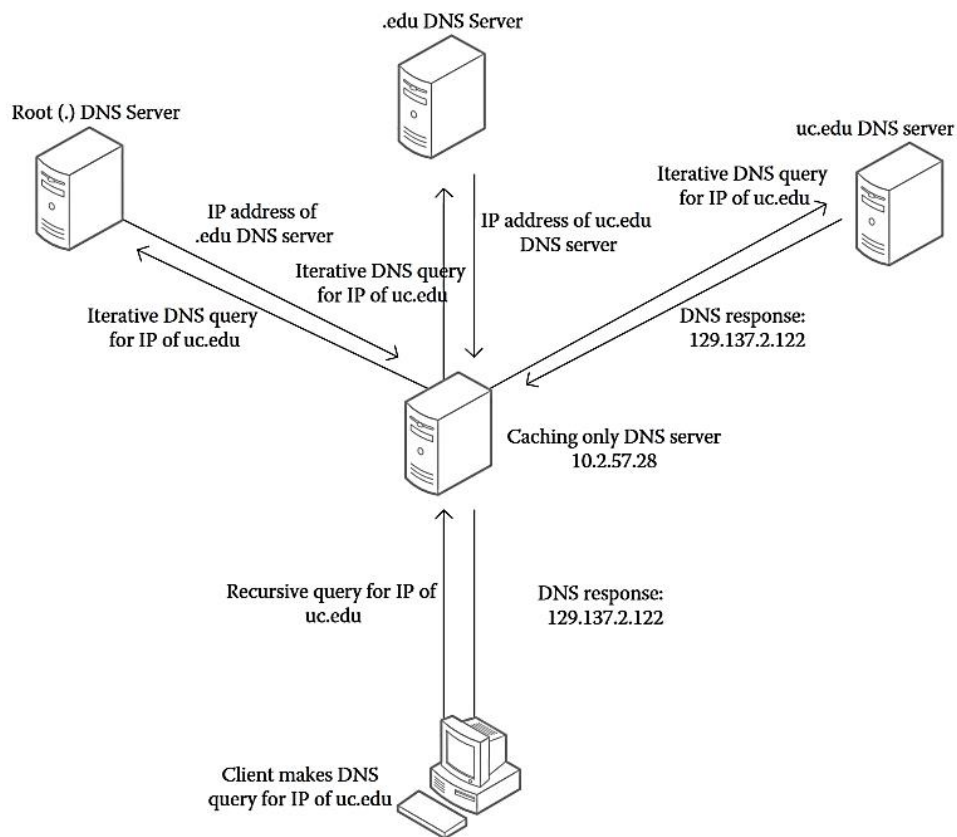 .edu DNS Server
Root (.) DNS Server
uc.edu DNS server
IP address of
.edu DNS server
Iterative DNS query
for IP of uc.edu
Iterative DNS query
for IP of uc.edu
IP address of uc.edu
DNS server
Iterative DNS query
for IP of uc.edu
DNS response:
129.137.2.122
Caching only DNS server
10.2.57.28
Recursive query for IP of
uc.edu
DNS response:
129.137.2.122
Client makes DNS
query for IP of uc.edu